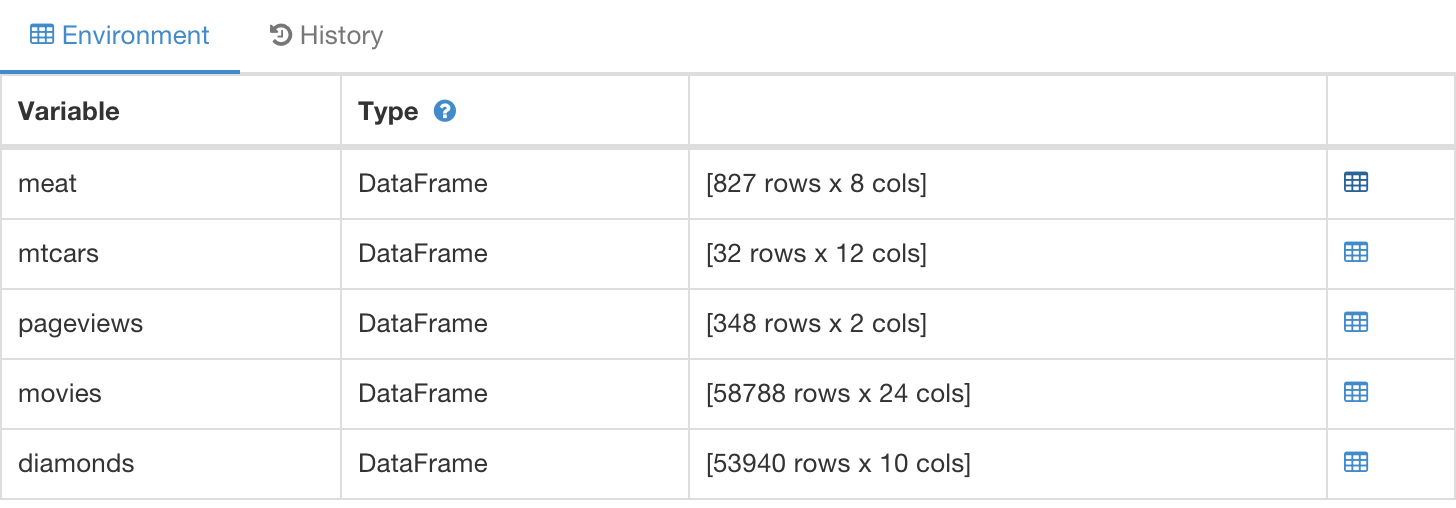 Environment History
Variable Type ?
meat DataFrame [827 rows x 8 cols]
mtcars DataFrame [32 rows x 12 cols]
pageviews DataFrame [348 rows x 2 cols]
movies DataFrame [58788 rows x 24 cols]
diamonds DataFrame [53940 rows x 10 cols]